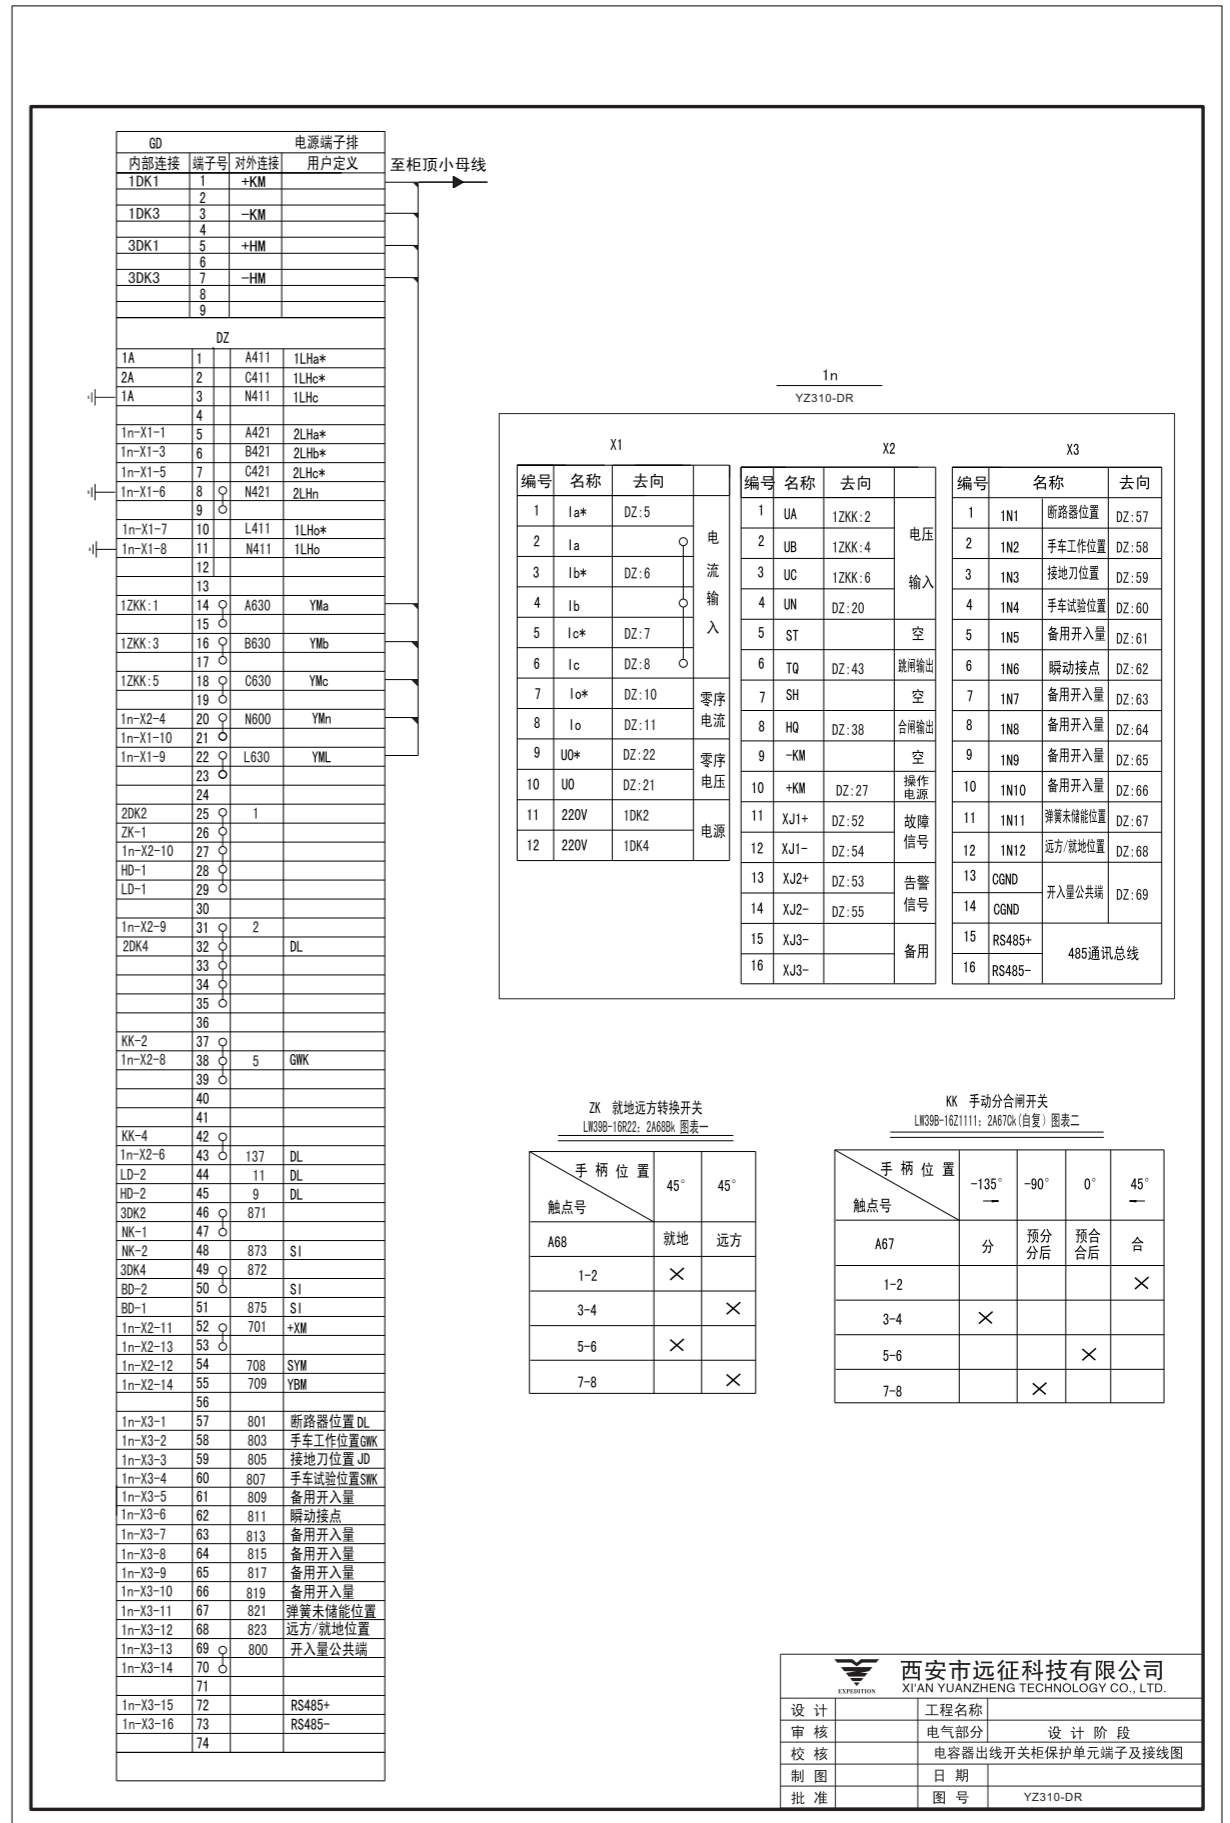 GD 电源端子排
内部连接 端子号 对外连接 用户定义
至柜顶小母线
1DK1 1 +KM
2
1DK3 3 -KM
4
3DK1 5 +HM
6
3DK3 7 -HM
8
9
DZ
1A 1 A411 1LHa*
2A 2 C411 1LHc*
1A 3 N411 1LHc
4
1n-X1-1 5 A421 2LHa*
1n-X1-3 6 B421 2LHb*
1n-X1-5 7 C421 2LHc*
1n-X1-6 8 N421 2LHn
9
1n-X1-7 10 L411 1LHo*
1n-X1-8 11 N411 1LHo
12
13
1ZKK:1 14 A630 YMa
15
1ZKK:3 16 B630 YMb
17
1ZKK:5 18 C630 YMc
19
1n-X2-4 20 N600 YMn
1n-X1-10 21
1n-X1-9 22 L630 YML
23
24
2DK2 25 1
ZK-1 26
1n-X2-10 27
HD-1 28
LD-1 29
30
1n-X2-9 31 2
2DK4 32 DL
33
34
35
36
KK-2 37
1n-X2-8 38 5 GWK
39
40
41
KK-4 42
1n-X2-6 43 137 DL
LD-2 44 11 DL
HD-2 45 9 DL
3DK2 46 871
NK-1 47
NK-2 48 873 SI
3DK4 49 872
BD-2 50 SI
BD-1 51 875 SI
1n-X2-11 52 701 +XM
1n-X2-13 53
1n-X2-12 54 708 SYM
1n-X2-14 55 709 YBM
56
1n-X3-1 57 801 断路器位置DL
1n-X3-2 58 803 手车工作位置GWK
1n-X3-3 59 805 接地刀位置JD
1n-X3-4 60 807 手车试验位置SWK
1n-X3-5 61 809 备用开入量
1n-X3-6 62 811 瞬动接点
1n-X3-7 63 813 备用开入量
1n-X3-8 64 815 备用开入量
1n-X3-9 65 817 备用开入量
1n-X3-10 66 819 备用开入量
1n-X3-11 67 821 弹簧未储能位置
1n-X3-12 68 823 远方/就地位置
1n-X3-13 69 800 开入量公共端
1n-X3-14 70
71
1n-X3-15 72 RS485+
1n-X3-16 73 RS485-
74
1n
YZ310-DR
X1
编号 名称 去向
1 Ia* DZ:5
2 Ia
3 Ib* DZ:6
4 Ib
5 Ic* DZ:7
6 Ic DZ:8
电流输入
7 Io* DZ:10
8 Io DZ:11
零序电流
9 UO* DZ:22
10 UO DZ:21
零序电压
11 220V 1DK2
12 220V 1DK4
电源
X2
编号 名称 去向
1 UA 1ZKK:2
2 UB 1ZKK:4
3 UC 1ZKK:6
4 UN DZ:20
电压输入
5 ST 空
6 TQ DZ:43 跳闸输出
7 SH 空
8 HQ DZ:38 合闸输出
9 -KM 空
10 +KM DZ:27 操作电源
11 XJ1+ DZ:52
12 XJ1- DZ:54
故障信号
13 XJ2+ DZ:53
14 XJ2- DZ:55
告警信号
15 XJ3-
16 XJ3-
备用
X3
编号 名称 去向
1 1N1 断路器位置 DZ:57
2 1N2 手车工作位置 DZ:58
3 1N3 接地刀位置 DZ:59
4 1N4 手车试验位置 DZ:60
5 1N5 备用开入量 DZ:61
6 1N6 瞬动接点 DZ:62
7 1N7 备用开入量 DZ:63
8 1N8 备用开入量 DZ:64
9 1N9 备用开入量 DZ:65
10 1N10 备用开入量 DZ:66
11 1N11 弹簧未储能位置 DZ:67
12 1N12 远方/就地位置 DZ:68
13 CGND
14 CGND
开入量公共端 DZ:69
15 RS485+
16 RS485-
485通讯总线
ZK 就地远方转换开关
LW39B-16R22: 2A68Bk 图表一
手柄位置 45° 45°
触点号
A68 就地 远方
1-2 ×
3-4 ×
5-6 ×
7-8 ×
KK 手动分合闸开关
LW39B-16Z1111: 2A67Ck(自复) 图表二
手柄位置 -135° -90° 0° 45°
触点号
A67 分 预分分后 预合合后 合
1-2 ×
3-4 ×
5-6 ×
7-8 ×
EXPEDITION
西安市远征科技有限公司
XI'AN YUANZHENG TECHNOLOGY CO., LTD.
设计 工程名称
审核 电气部分 设计阶段
校核 电容器出线开关柜保护单元端子及接线图
制图 日期
批准 图号 YZ310-DR